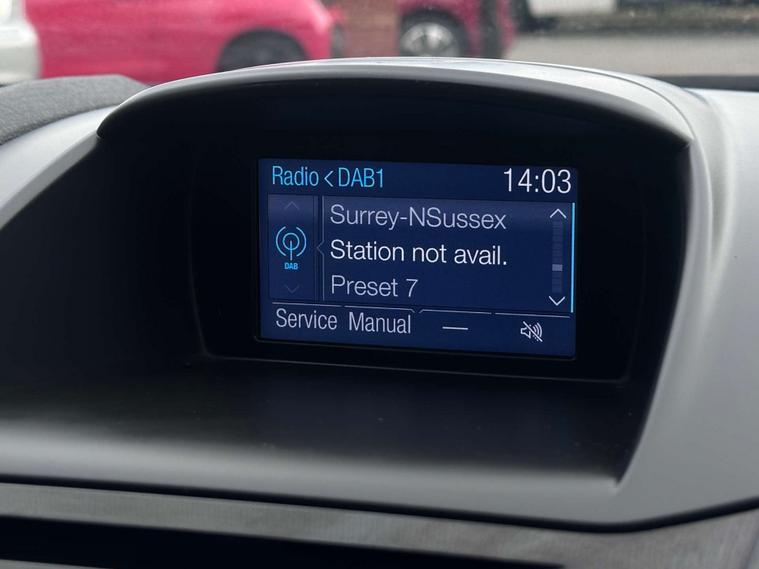 Radio < DAB1 14:03
Surrey-NSussex
DAB
Station not avail.
Preset 7
Service Manual —